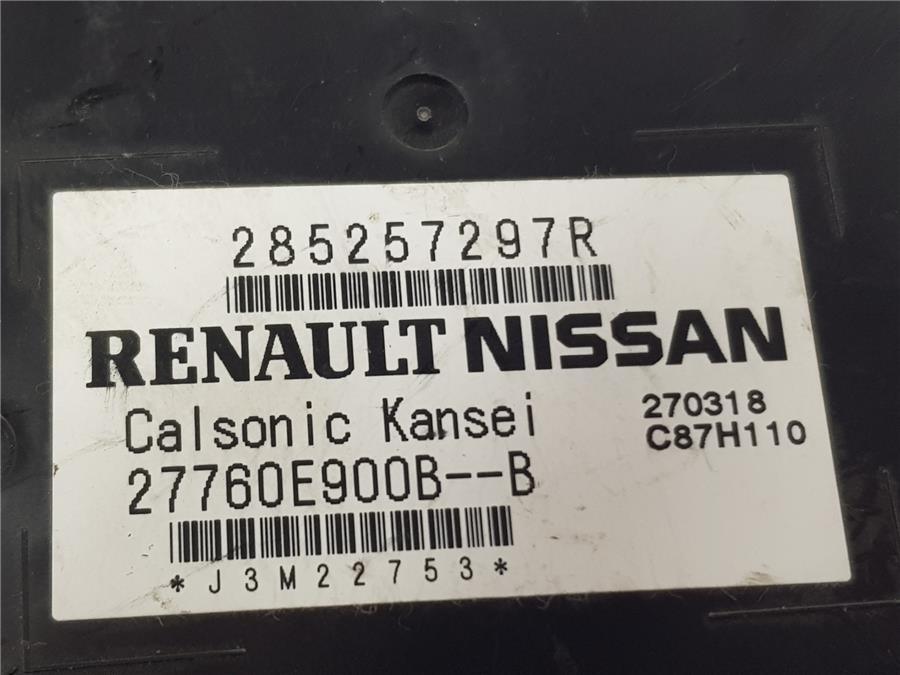 285257297R
RENAULT NISSAN
Calsonic Kansei
270318
C87H110
27760E900B--B
*J3M22753*